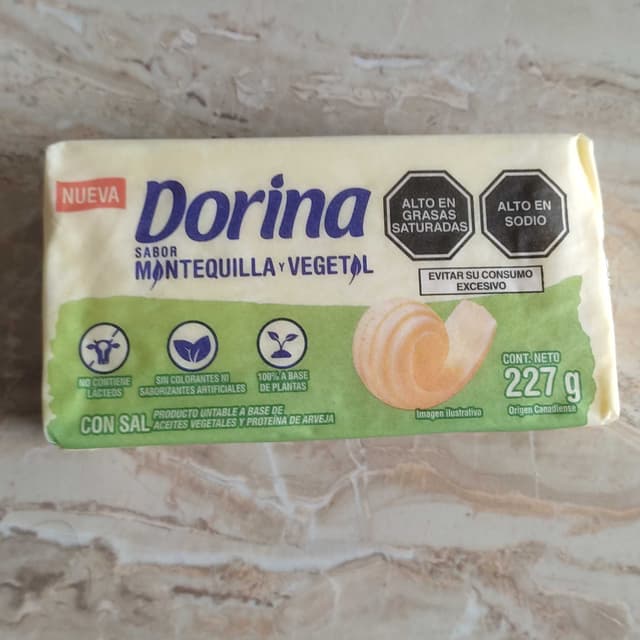 NUEVA
Dorina
SABOR
MANTEQUILLA Y VEGETAL
ALTO EN
GRASAS
SATURADAS
ALTO EN
SODIO
EVITAR SU CONSUMO
EXCESIVO
NO CONTIENE
LÁCTEOS
SIN COLORANTES NI
SABORIZANTES ARTIFICIALES
100% A BASE
DE PLANTAS
CON SAL
PRODUCTO UNTABLE A BASE DE
ACEITES VEGETALES Y PROTEÍNA DE ARVEJA
Imagen Ilustrativa
CONT. NETO
227 g
Origen Canadiense